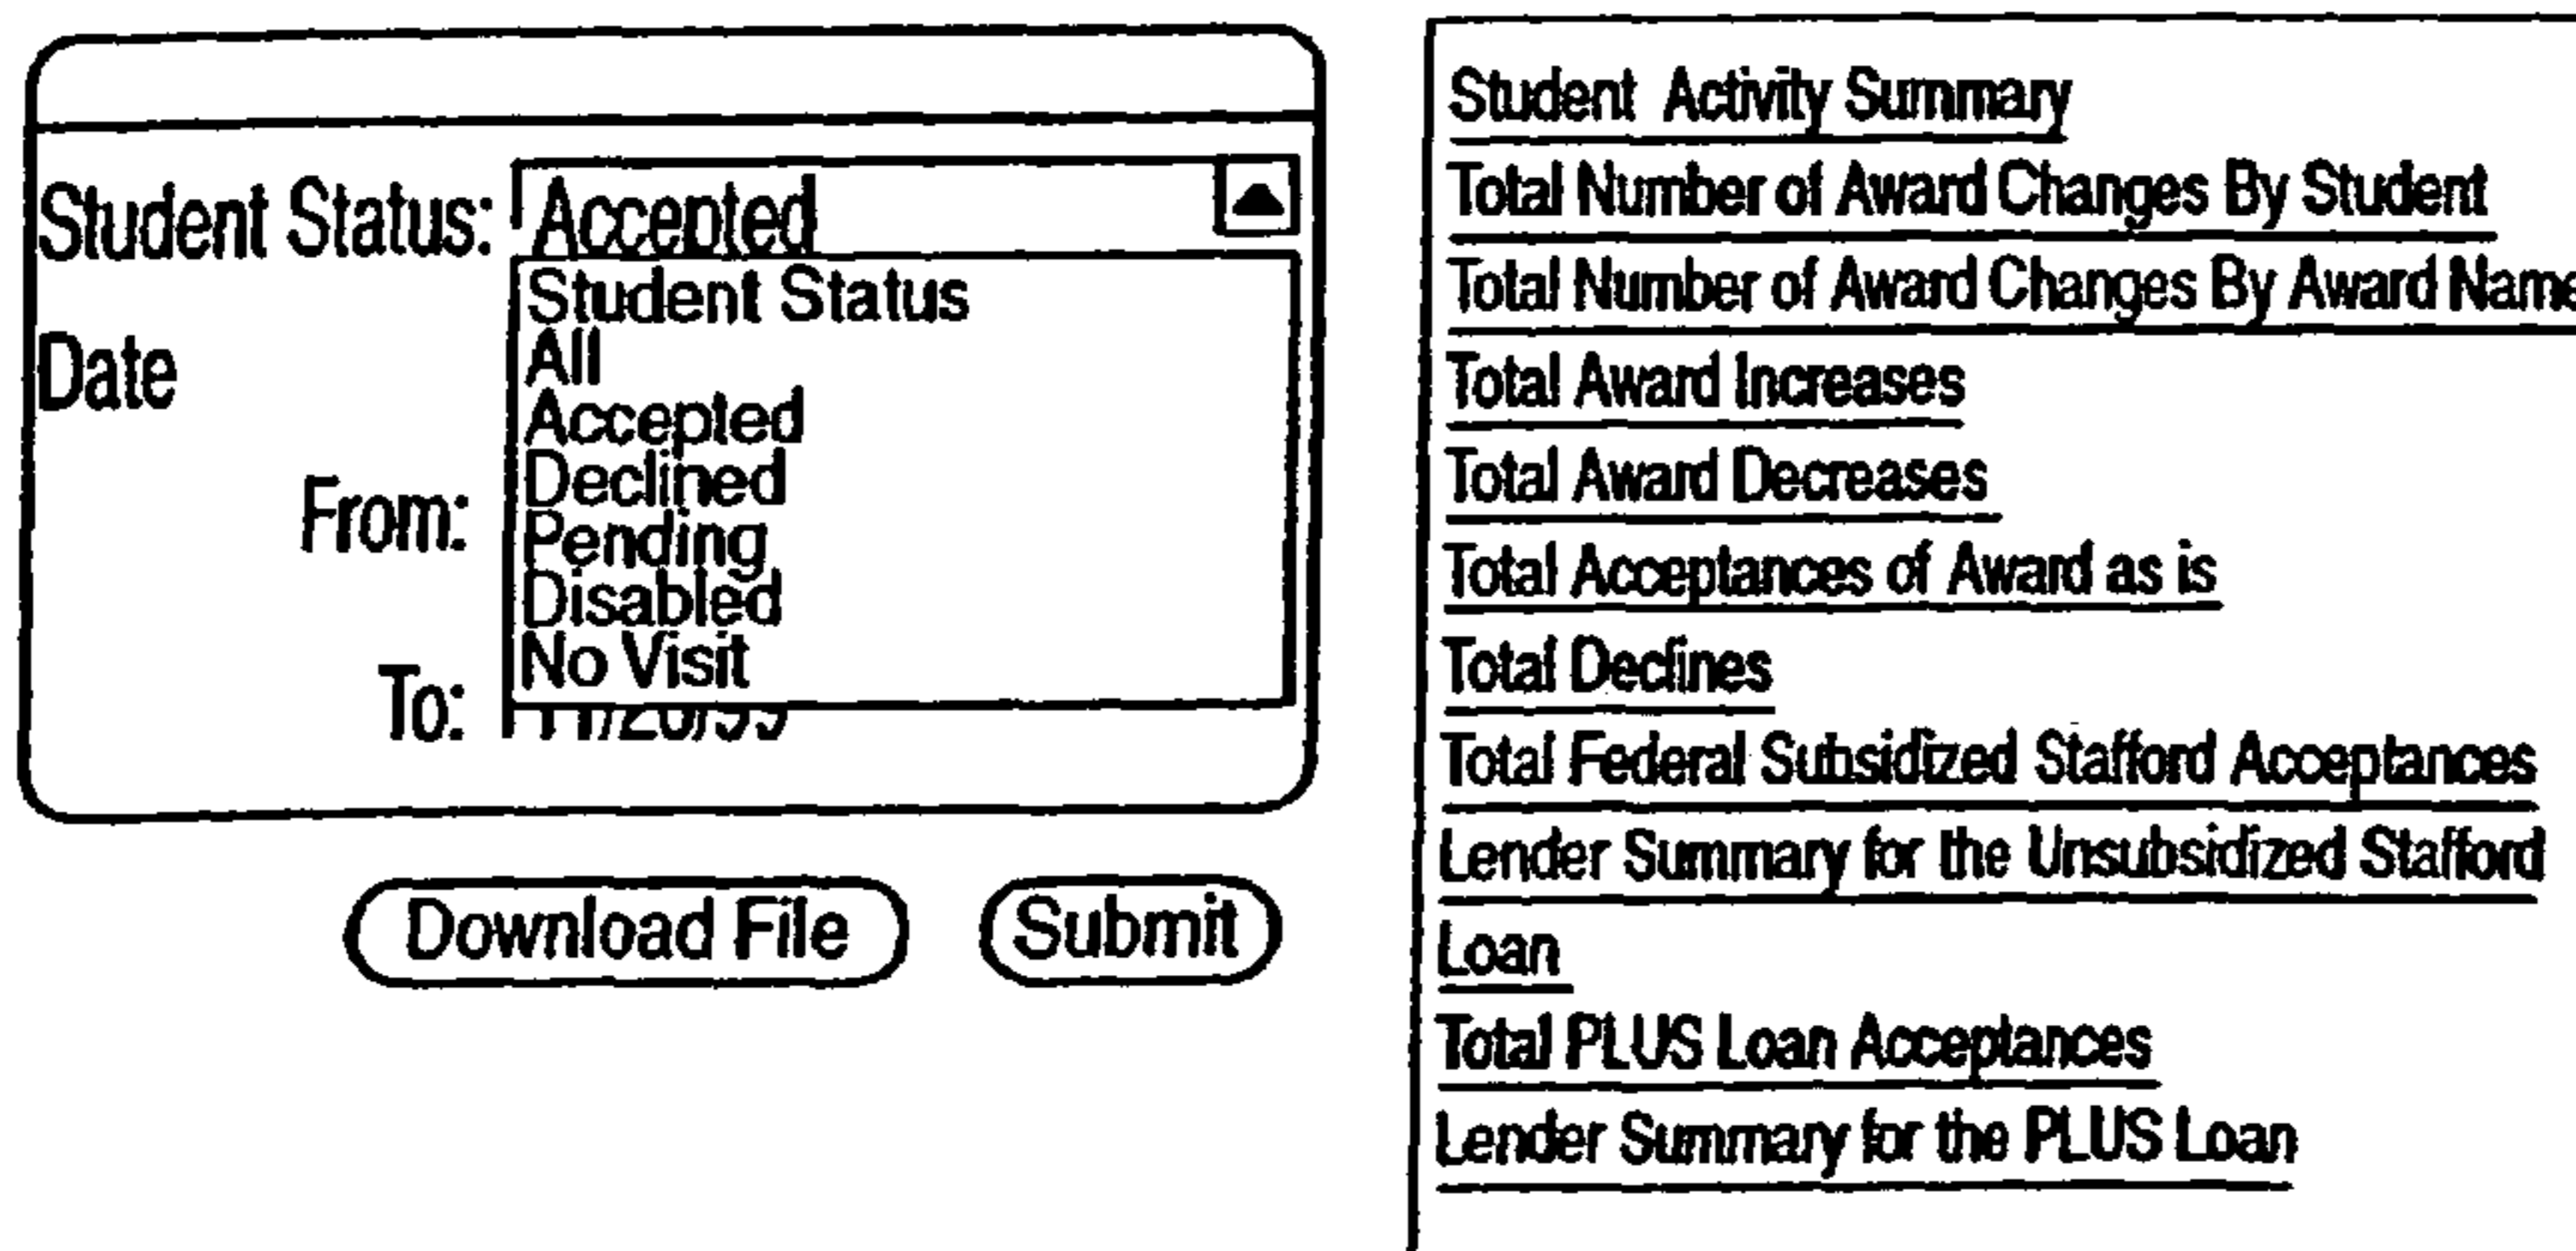 Student Status: Accepted
Student Status
All
Accepted
Declined
Pending
Disabled
No Visit
Date
From:
To:
Download File
Submit
Student Activity Summary
Total Number of Award Changes By Student
Total Number of Award Changes By Award Name
Total Award Increases
Total Award Decreases
Total Acceptances of Award as is
Total Declines
Total Federal Subsidized Stafford Acceptances
Lender Summary for the Unsubsidized Stafford
Loan
Total PLUS Loan Acceptances
Lender Summary for the PLUS Loan